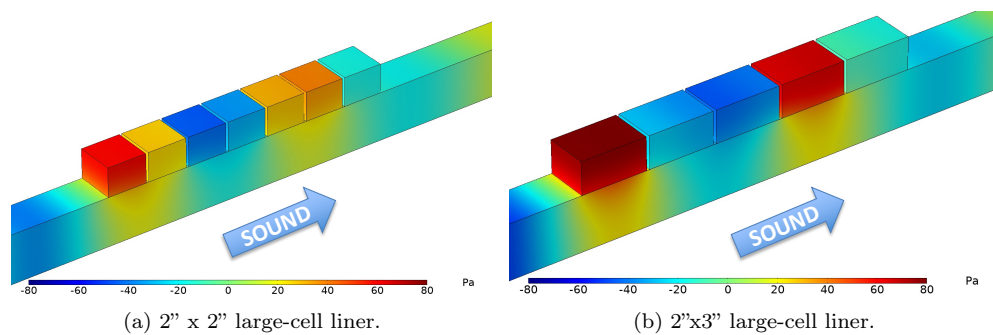 SOUND
-80 -60 -40 -20 0 20 40 60 80 Pa
(a) 2” x 2” large-cell liner.
SOUND
-80 -60 -40 -20 0 20 40 60 80 Pa
(b) 2”x3” large-cell liner.